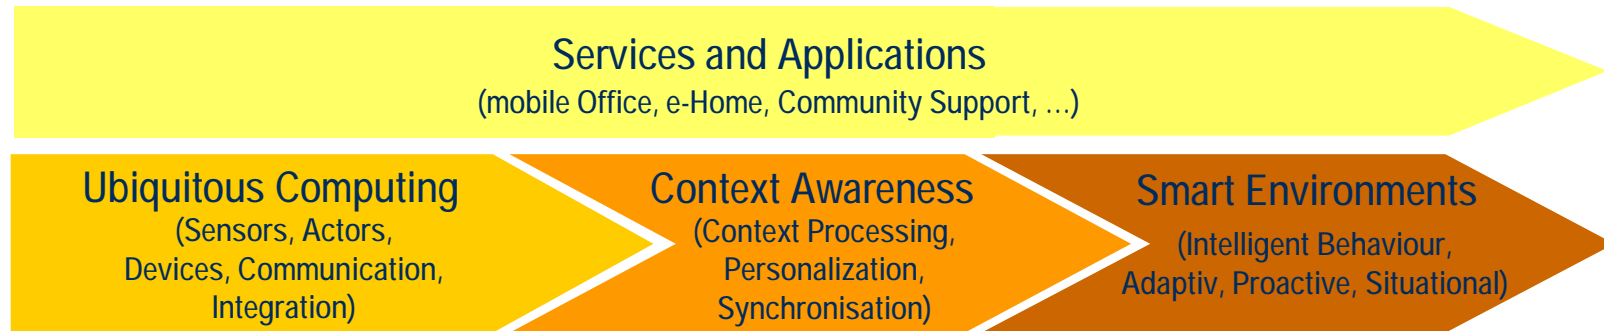 Services and Applications
(mobile Office, e-Home, Community Support, …)
Ubiquitous Computing
(Sensors, Actors,
Devices, Communication,
Integration)
Context Awareness
(Context Processing,
Personalization,
Synchronisation)
Smart Environments
(Intelligent Behaviour,
Adaptiv, Proactive, Situational)